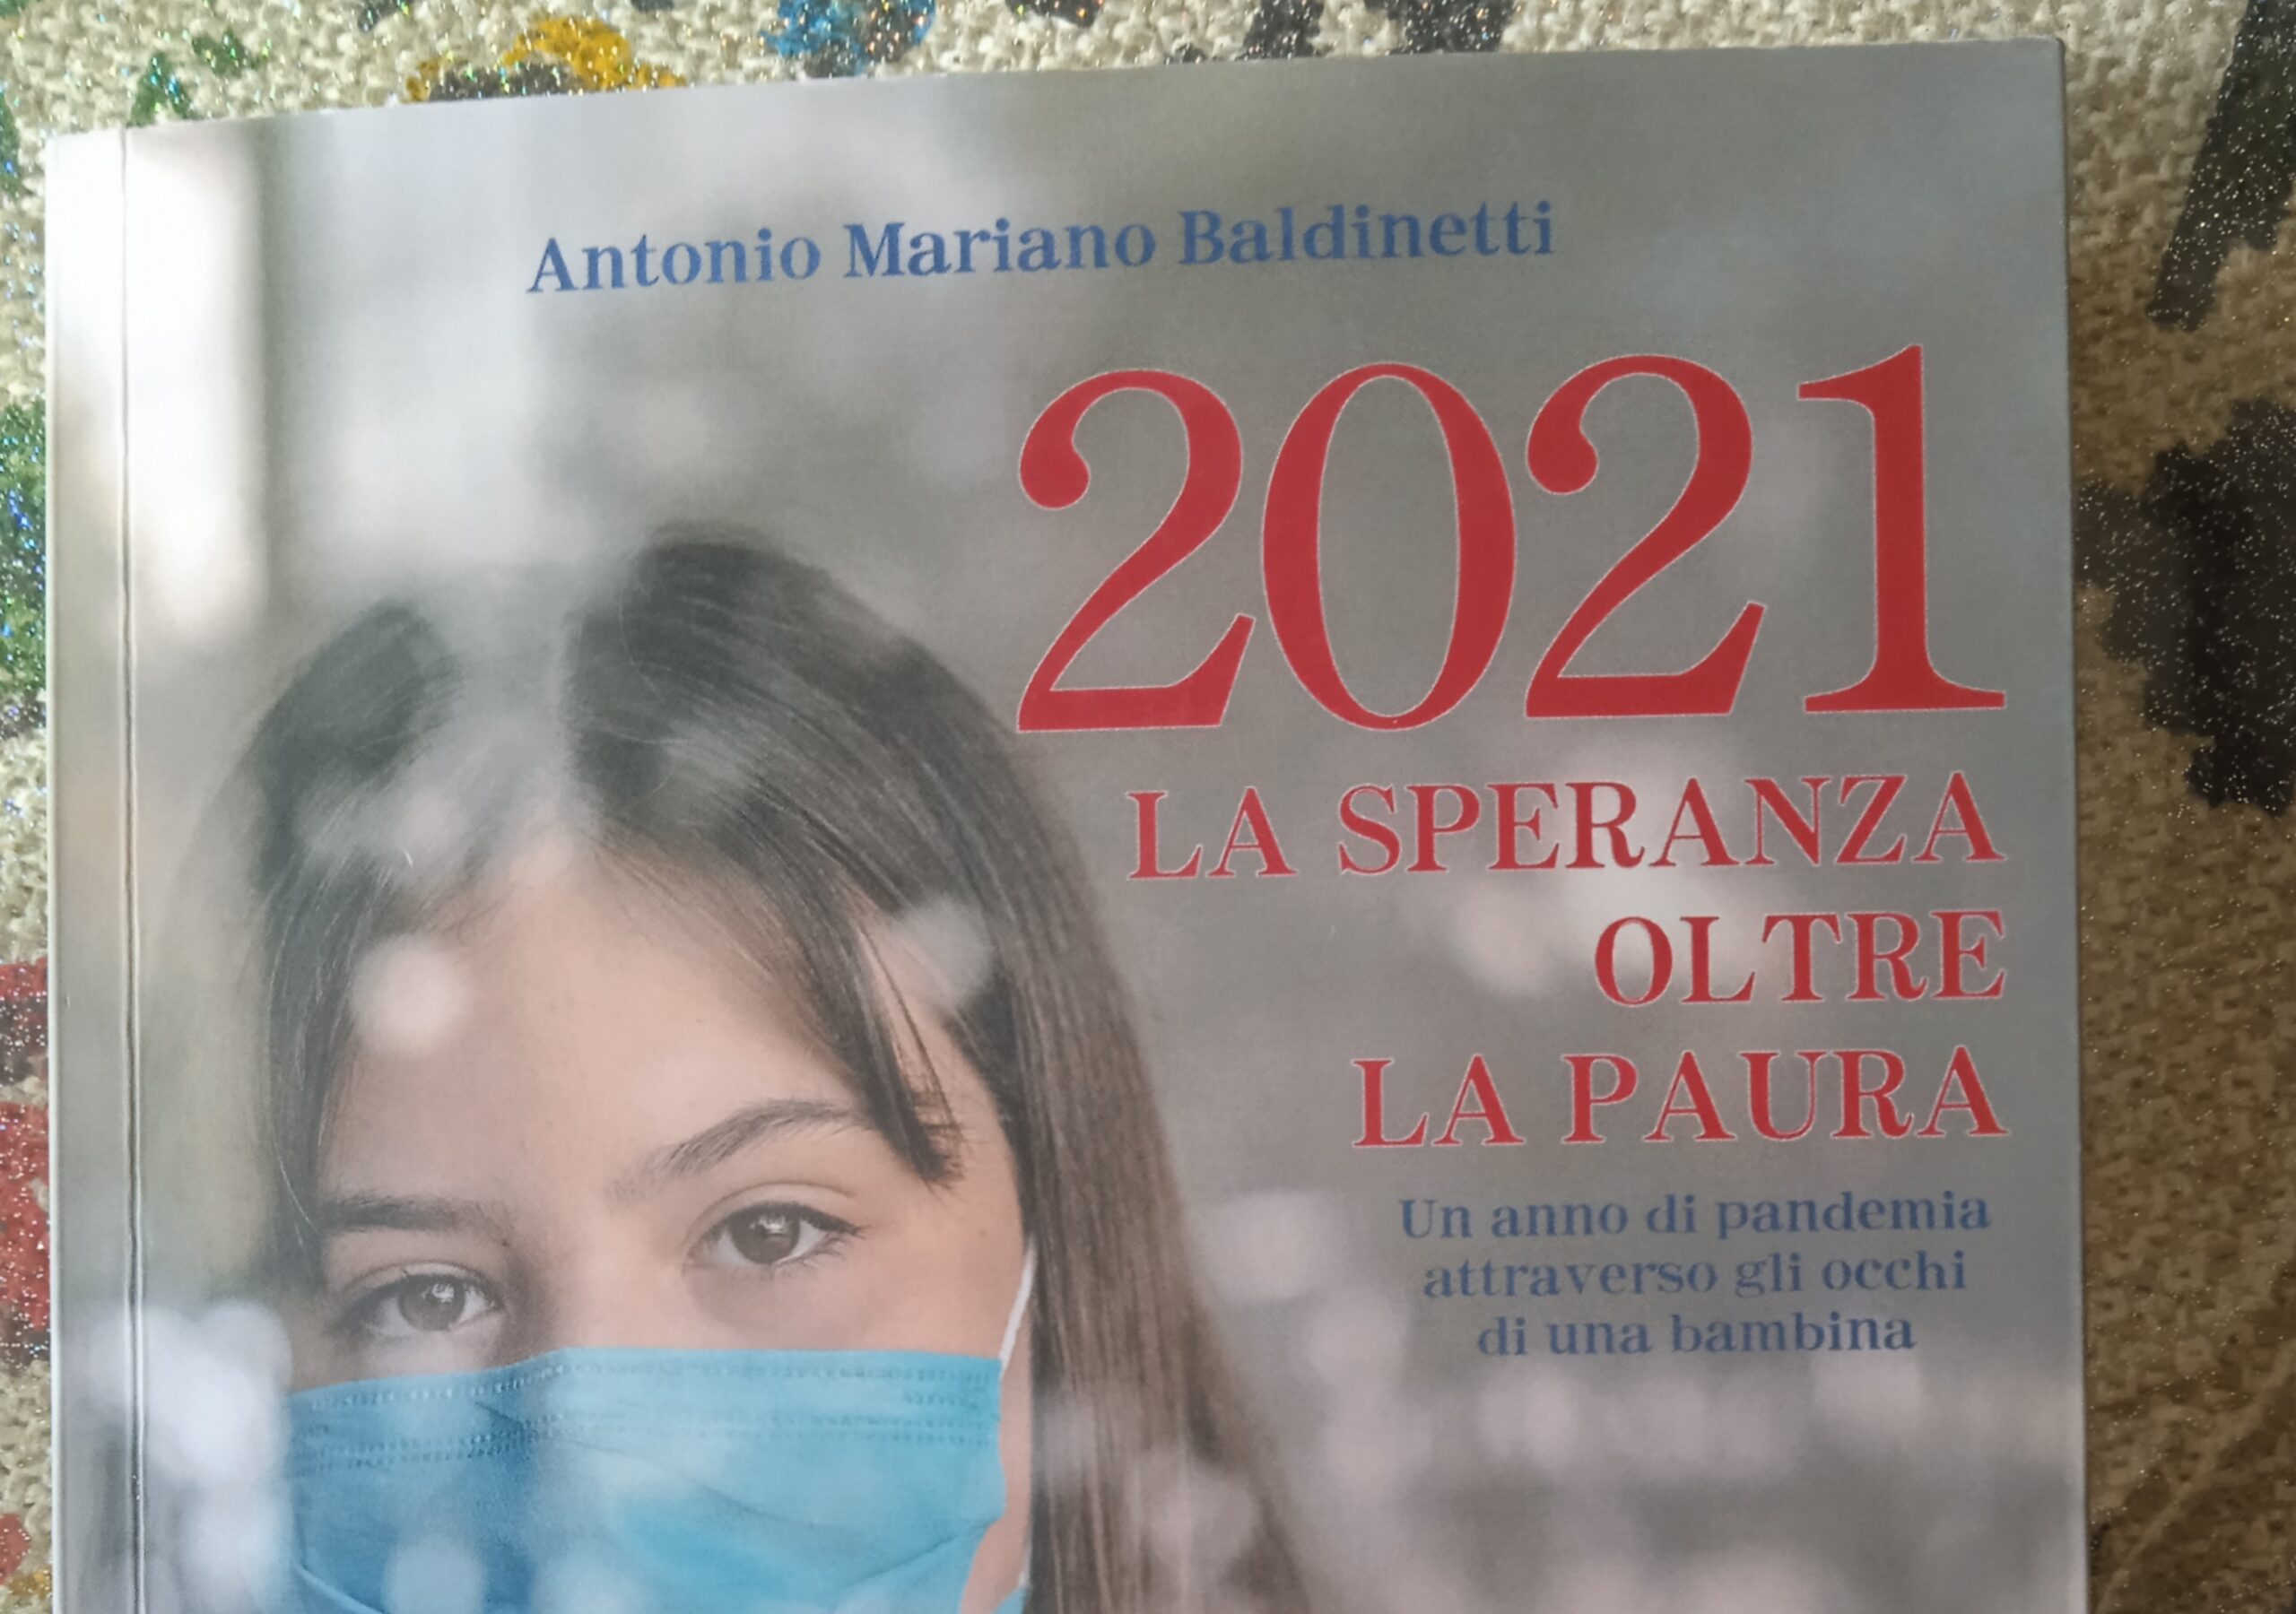 Antonio Mariano Baldinetti
2021
LA SPERANZA
OLTRE
LA PAURA
Un anno di pandemia
attraverso gli occhi
di una bambina